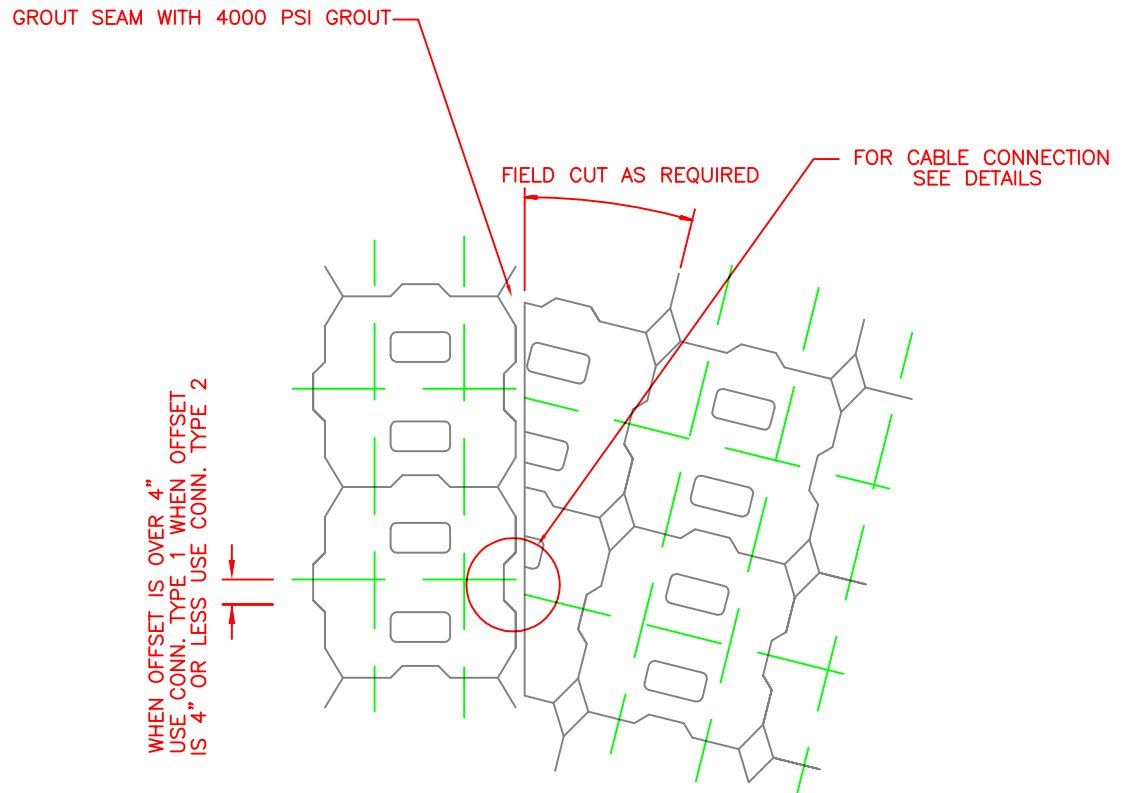 GROUT SEAM WITH 4000 PSI GROUT
FIELD CUT AS REQUIRED
FOR CABLE CONNECTION
SEE DETAILS
WHEN OFFSET IS OVER 4"
USE CONN. TYPE 1 WHEN OFFSET
IS 4" OR LESS USE CONN. TYPE 2